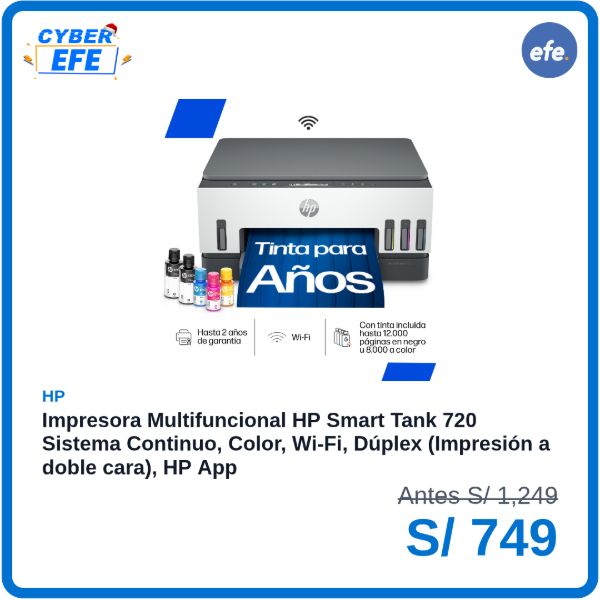 CYBER
EFE
efe.
hp
Tinta para
Años
Hasta 2 años
de garantía
Wi-Fi
Con tinta incluida
hasta 12.000
páginas en negro
u 8.000 a color
HP
Impresora Multifuncional HP Smart Tank 720
Sistema Continuo, Color, Wi-Fi, Dúplex (Impresión a
doble cara), HP App
Antes S/ 1,249
S/ 749